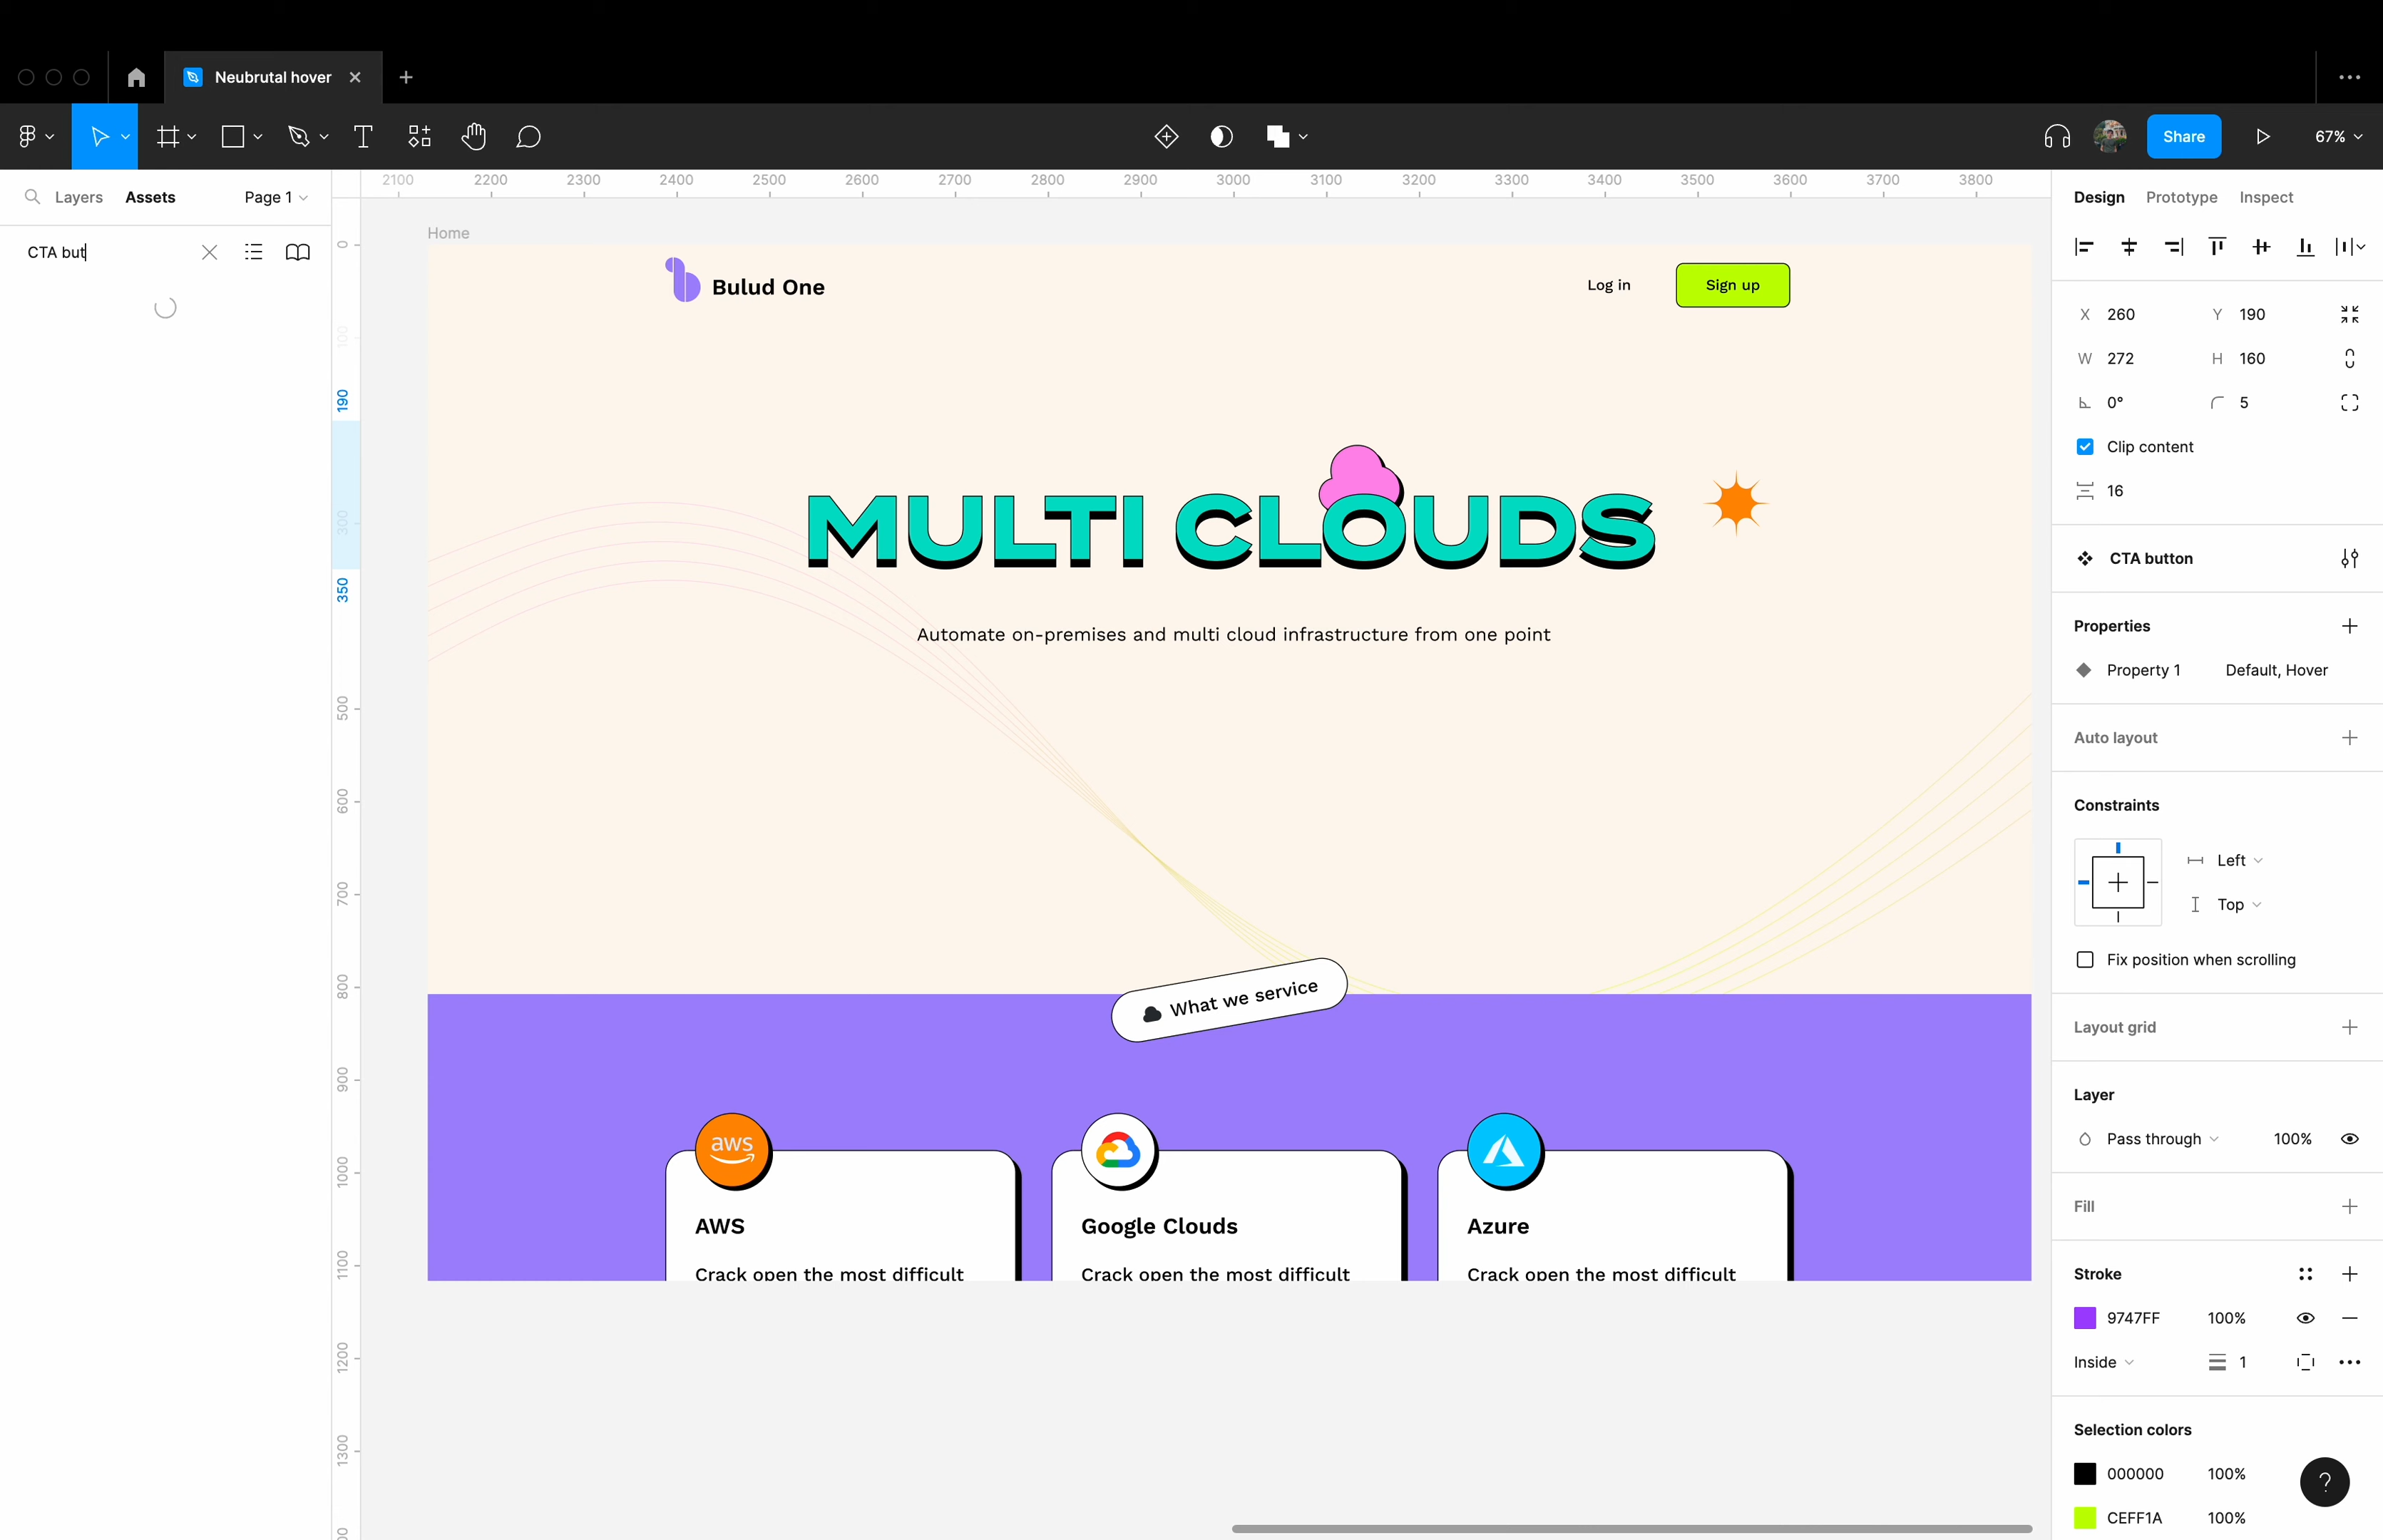 Neubrutal hover
Share
67%
Layers
Assets
Page 1
CTA but
2100 2200 2300 2400 2500 2600 2700 2800 2900 3000 3100 3200 3300 3400 3500 3600 3700 3800
0
100
190
300
350
500
600
700
800
900
1000
1100
1200
1300
Home
Bulud One
Log in
Sign up
MULTI CLOUDS
Automate on-premises and multi cloud infrastructure from one point
What we service
aws
AWS
Google Clouds
Azure
Crack open the most difficult
Crack open the most difficult
Crack open the most difficult
Design Prototype Inspect
X 260 Y 190
W 272 H 160
0° 5
Clip content
16
CTA button
Properties
Property 1 Default, Hover
Auto layout
Constraints
Left
Top
Fix position when scrolling
Layout grid
Layer
Pass through 100%
Fill
Stroke
9747FF 100%
Inside 1
Selection colors
000000 100%
?
CEFF1A 100%